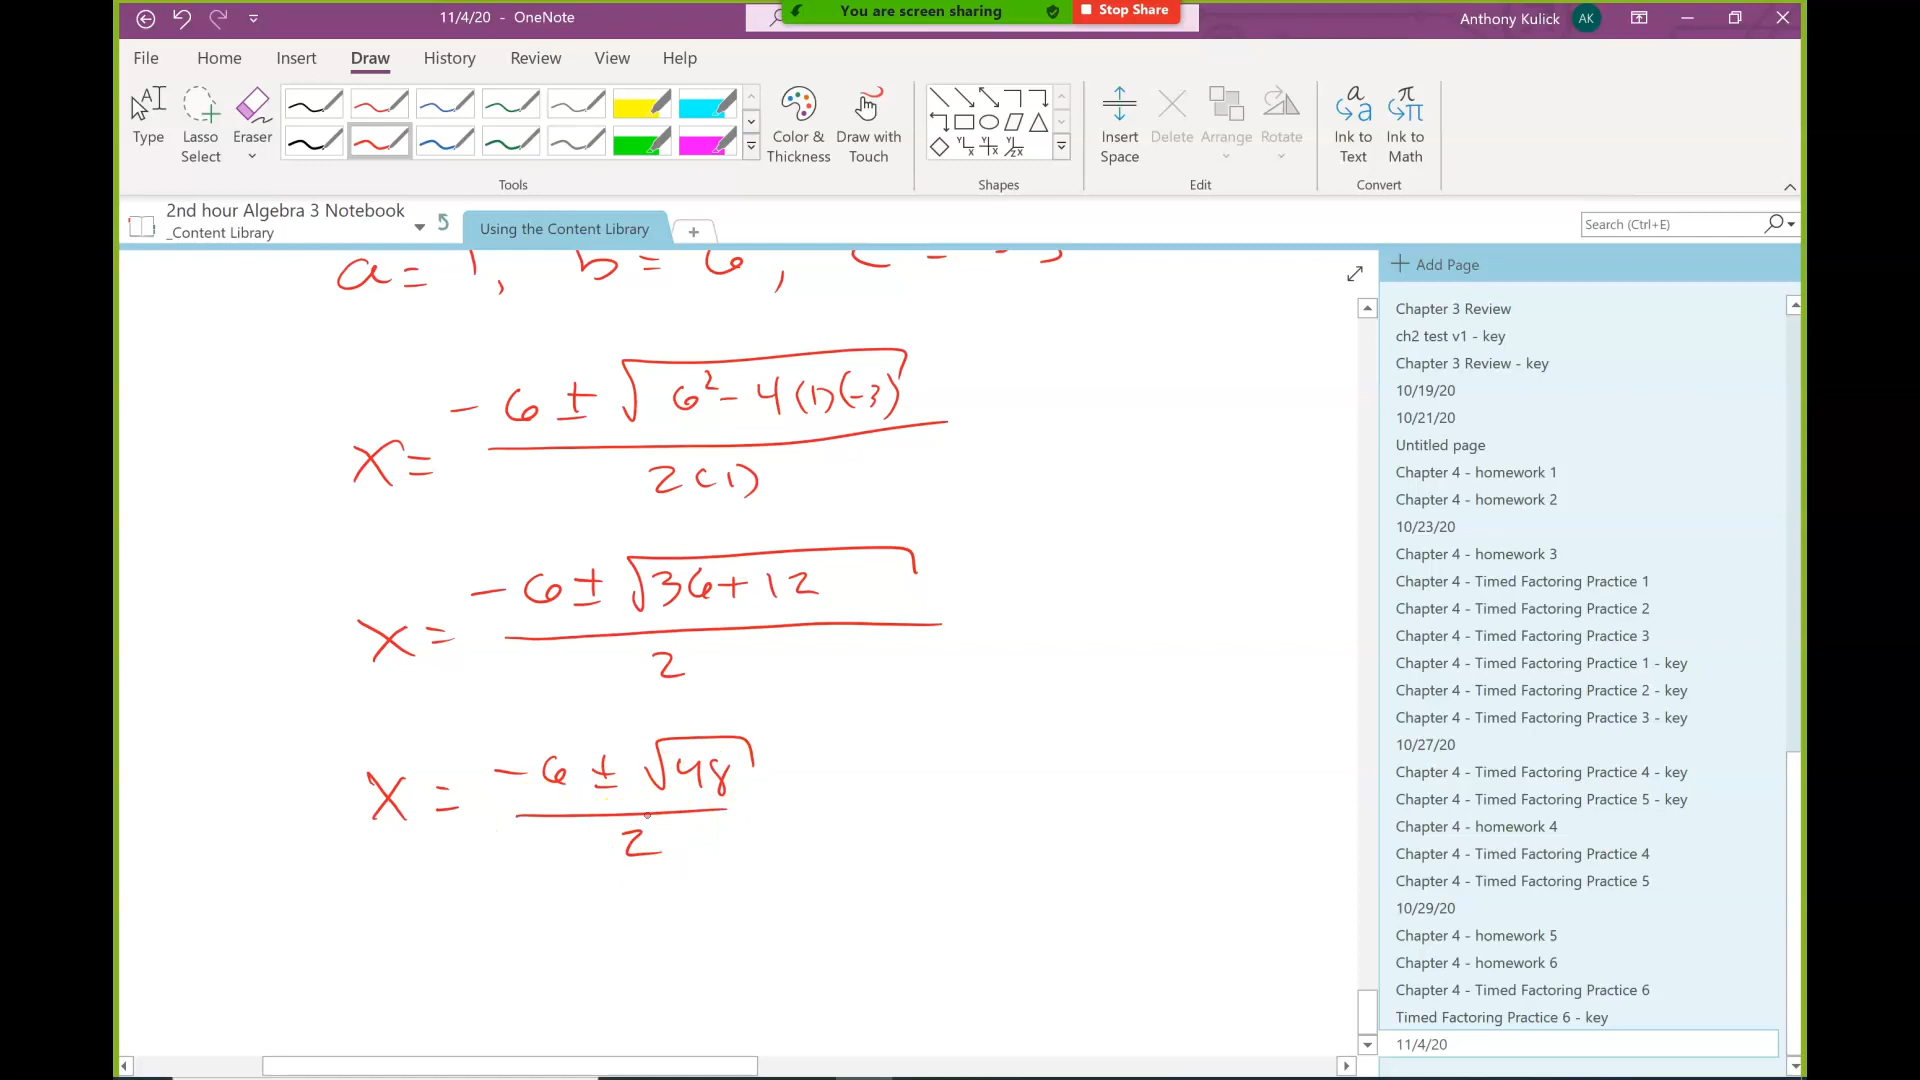 11/4/20 - OneNote
You are screen sharing
Stop Share
Anthony Kulick
AK
File Home Insert Draw History Review View Help
Type
Lasso Select
Eraser
Color & Thickness
Draw with Touch
Insert Space
Delete
Arrange
Rotate
Ink to Text
Ink to Math
Tools Shapes Edit Convert
2nd hour Algebra 3 Notebook
_Content Library
Using the Content Library
Search (Ctrl+E)
Add Page
a = 1, b = 6, c = -3
x = (-6 ± √(6² - 4(1)(-3))) / 2(1)
x = (-6 ± √(36 + 12)) / 2
x = (-6 ± √48) / 2
Chapter 3 Review
ch2 test v1 - key
Chapter 3 Review - key
10/19/20
10/21/20
Untitled page
Chapter 4 - homework 1
Chapter 4 - homework 2
10/23/20
Chapter 4 - homework 3
Chapter 4 - Timed Factoring Practice 1
Chapter 4 - Timed Factoring Practice 2
Chapter 4 - Timed Factoring Practice 3
Chapter 4 - Timed Factoring Practice 1 - key
Chapter 4 - Timed Factoring Practice 2 - key
Chapter 4 - Timed Factoring Practice 3 - key
10/27/20
Chapter 4 - Timed Factoring Practice 4 - key
Chapter 4 - Timed Factoring Practice 5 - key
Chapter 4 - homework 4
Chapter 4 - Timed Factoring Practice 4
Chapter 4 - Timed Factoring Practice 5
10/29/20
Chapter 4 - homework 5
Chapter 4 - homework 6
Chapter 4 - Timed Factoring Practice 6
Timed Factoring Practice 6 - key
11/4/20